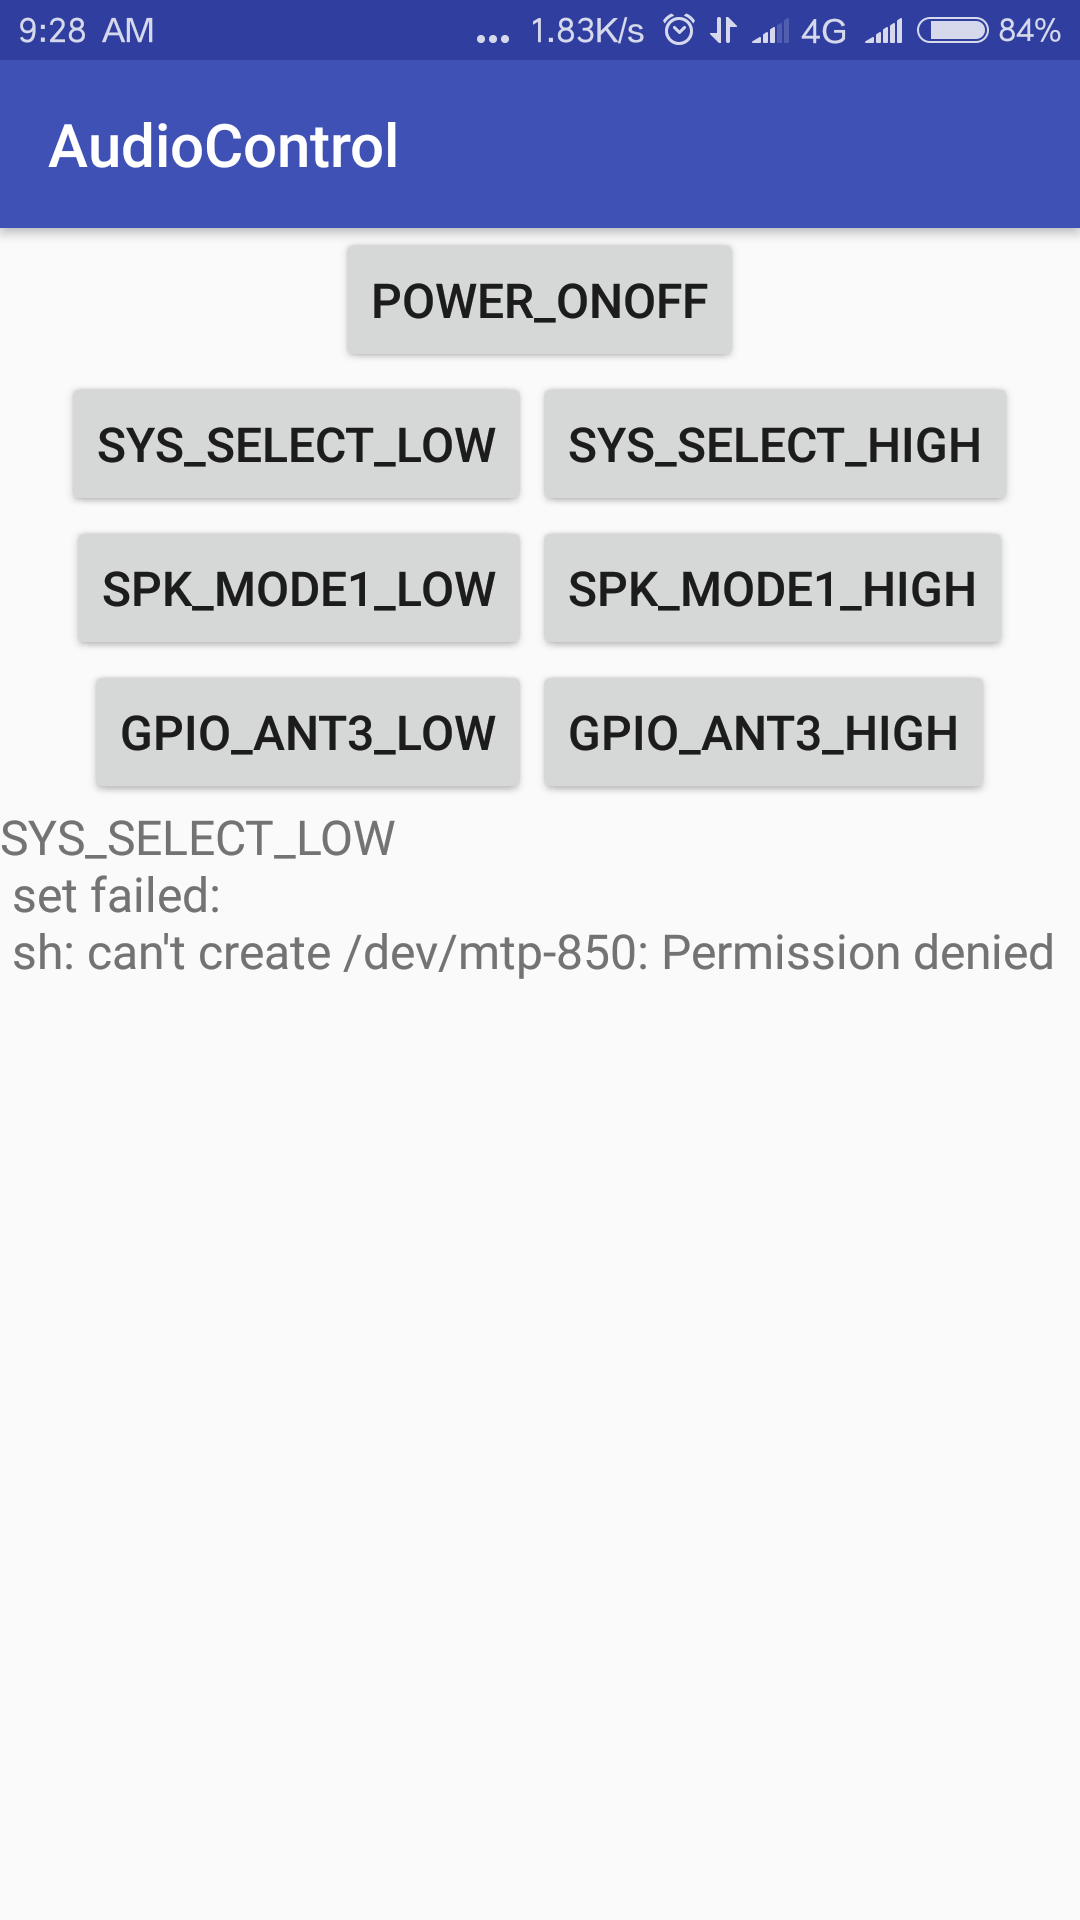 9:28 AM ... 1.83K/s 4G 84%
AudioControl
POWER_ONOFF
SYS_SELECT_LOW SYS_SELECT_HIGH
SPK_MODE1_LOW SPK_MODE1_HIGH
GPIO_ANT3_LOW GPIO_ANT3_HIGH
SYS_SELECT_LOW
set failed:
sh: can't create /dev/mtp-850: Permission denied